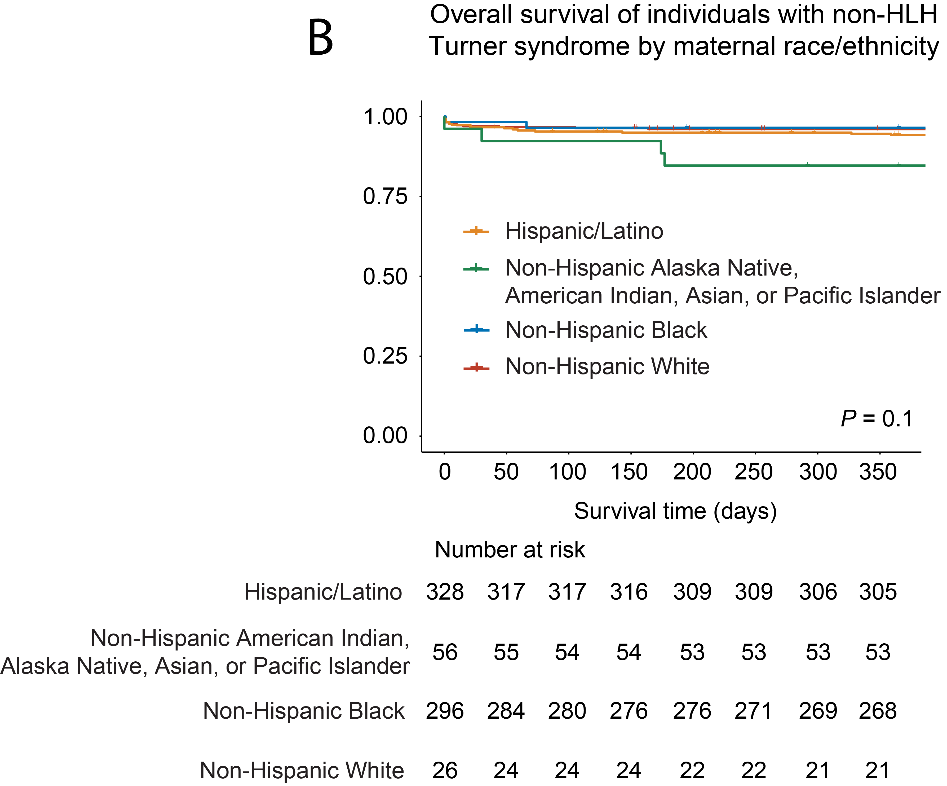 B
Overall survival of individuals with non-HLH
Turner syndrome by maternal race/ethnicity
1.00
0.75
0.50
0.25
0.00
Hispanic/Latino
Non-Hispanic Alaska Native,
American Indian, Asian, or Pacific Islander
Non-Hispanic Black
Non-Hispanic White
P = 0.1
0 50 100 150 200 250 300 350
Survival time (days)
Number at risk
Hispanic/Latino 328 317 317 316 309 309 306 305
Non-Hispanic American Indian,
Alaska Native, Asian, or Pacific Islander 56 55 54 54 53 53 53 53
Non-Hispanic Black 296 284 280 276 276 271 269 268
Non-Hispanic White 26 24 24 24 22 22 21 21